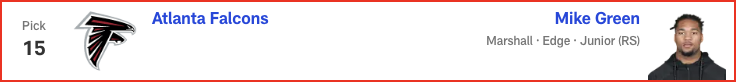 Pick
15
Atlanta Falcons
Mike Green
Marshall · Edge · Junior (RS)